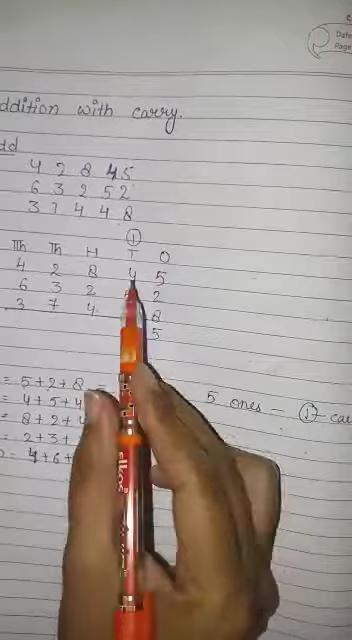 Date
Page
ddition with carry.
dd
4 2 8 4 5
6 3 2 5 2
3 7 4 4 8
①
Th Th H T O
4 2 8 4 5
6 3 2 2
3 7 4 8
5
= 5+2+8 =
= 4+5+4 5 ones - ①- ca
= 8+2+
= 2+3+
= 4+6+
elkos